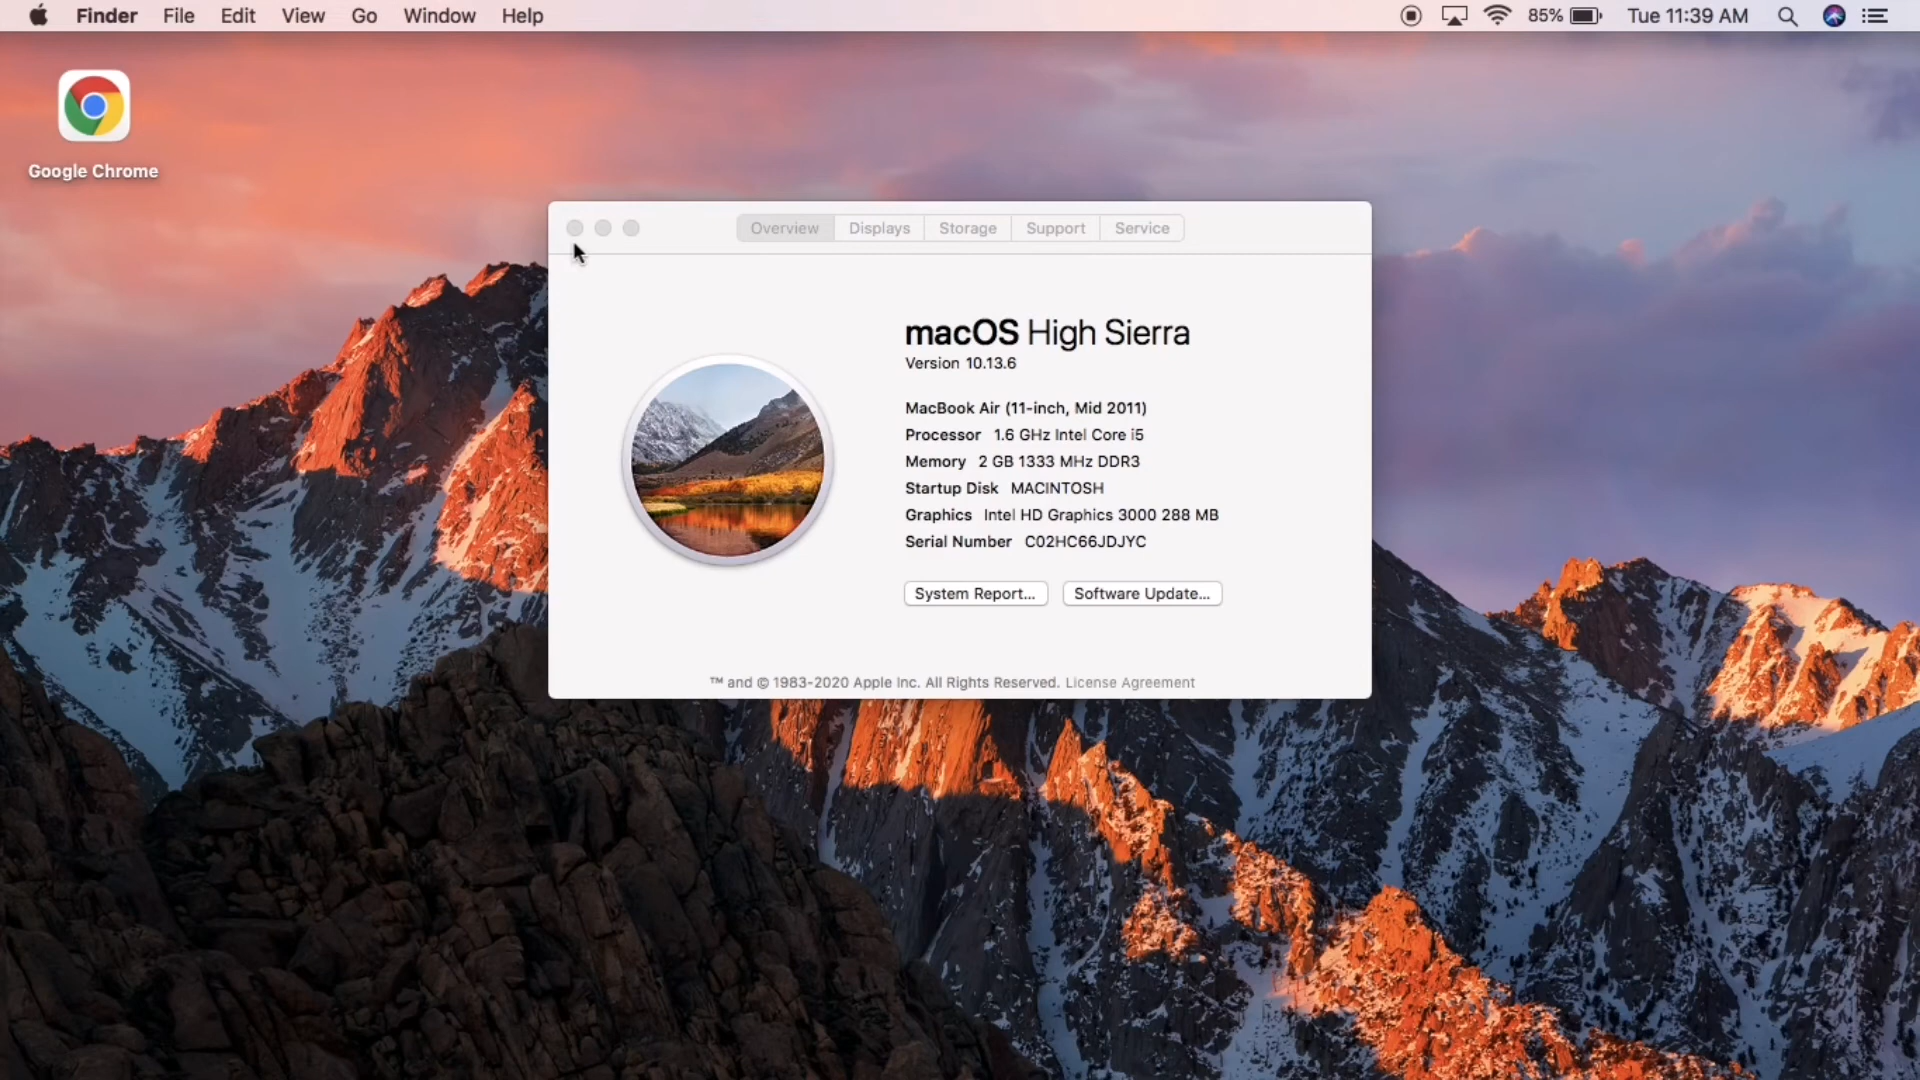 Finder File Edit View Go Window Help 85% Tue 11:39 AM
Google Chrome
Overview Displays Storage Support Service
macOS High Sierra
Version 10.13.6
MacBook Air (11-inch, Mid 2011)
Processor 1.6 GHz Intel Core i5
Memory 2 GB 1333 MHz DDR3
Startup Disk MACINTOSH
Graphics Intel HD Graphics 3000 288 MB
Serial Number C02HC66JDJYC
System Report... Software Update...
™ and © 1983-2020 Apple Inc. All Rights Reserved. License Agreement